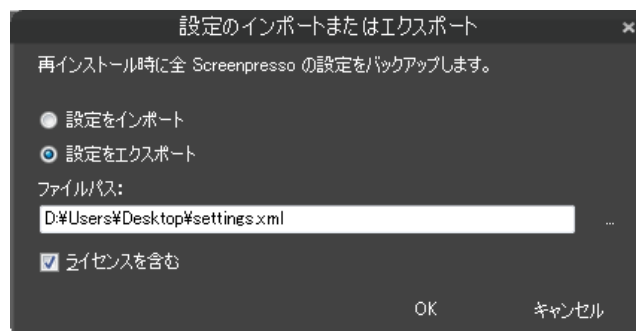 設定のインポートまたはエクスポート
再インストール時に全 Screenpresso の設定をバックアップします。
設定をインポート
設定をエクスポート
ファイルパス:
D:¥Users¥Desktop¥settings.xml
...
ライセンスを含む
OK キャンセル